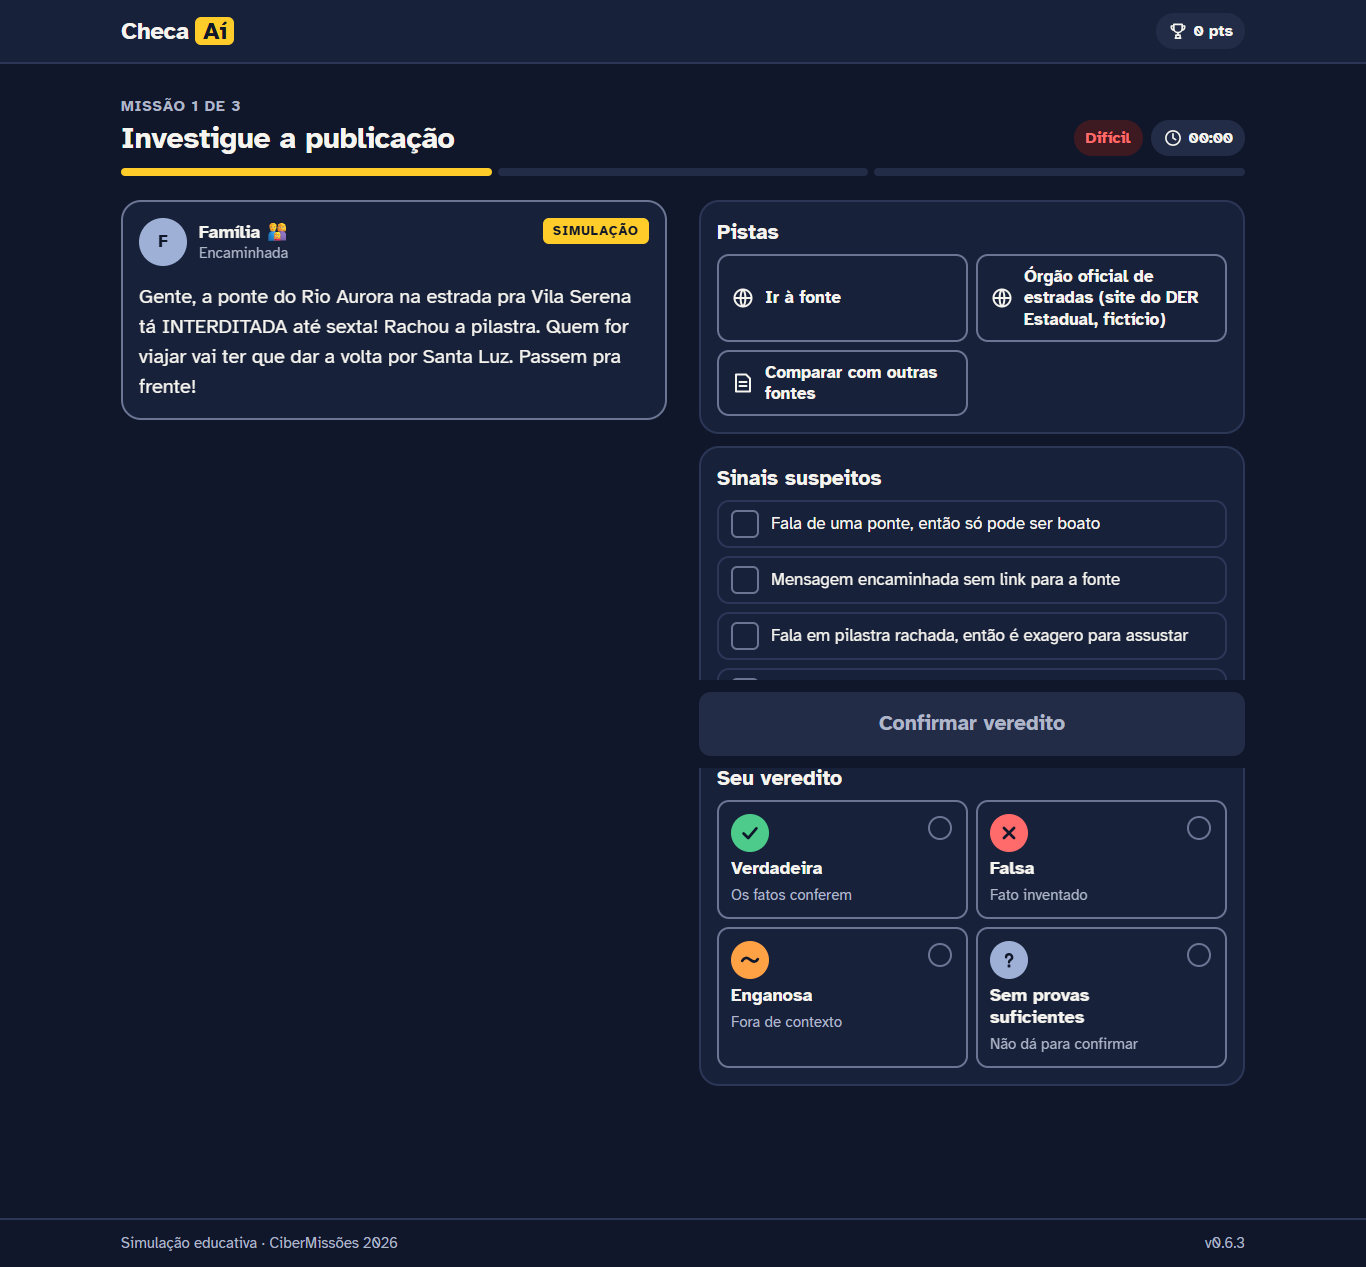 Checa Aí
0 pts
MISSÃO 1 DE 3
Investigue a publicação
Difícil
00:00
F
Família
Encaminhada
SIMULAÇÃO
Gente, a ponte do Rio Aurora na estrada pra Vila Serena
tá INTERDITADA até sexta! Rachou a pilastra. Quem for
viajar vai ter que dar a volta por Santa Luz. Passem pra
frente!
Pistas
Ir à fonte
Órgão oficial de
estradas (site do DER
Estadual, fictício)
Comparar com outras
fontes
Sinais suspeitos
Fala de uma ponte, então só pode ser boato
Mensagem encaminhada sem link para a fonte
Fala em pilastra rachada, então é exagero para assustar
Confirmar veredito
Seu veredito
Verdadeira
Os fatos conferem
Falsa
Fato inventado
Enganosa
Fora de contexto
?
Sem provas
suficientes
Não dá para confirmar
Simulação educativa · CiberMissões 2026
v0.6.3